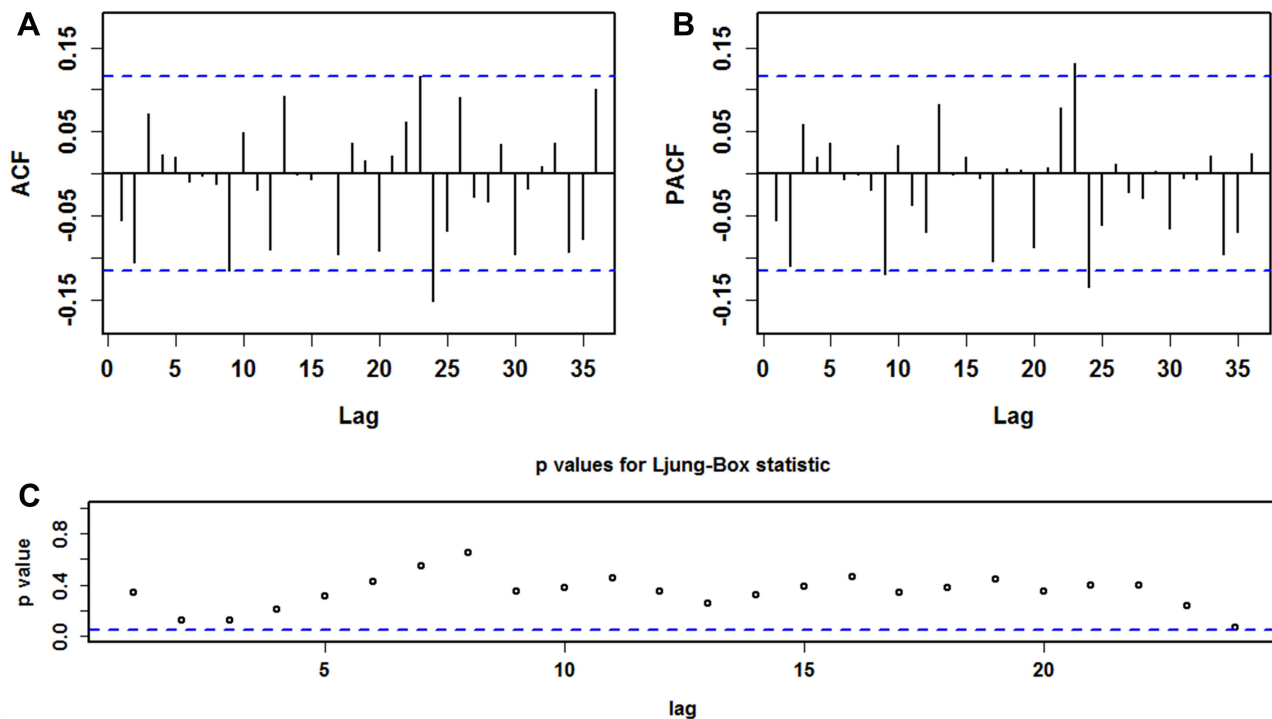 A
ACF
0.15
0.05
-0.05
-0.15
0 5 10 15 20 25 30 35
Lag
B
PACF
0.15
0.05
-0.05
-0.15
0 5 10 15 20 25 30 35
Lag
p values for Ljung-Box statistic
C
p value
0.8
0.4
0.0
5 10 15 20
lag